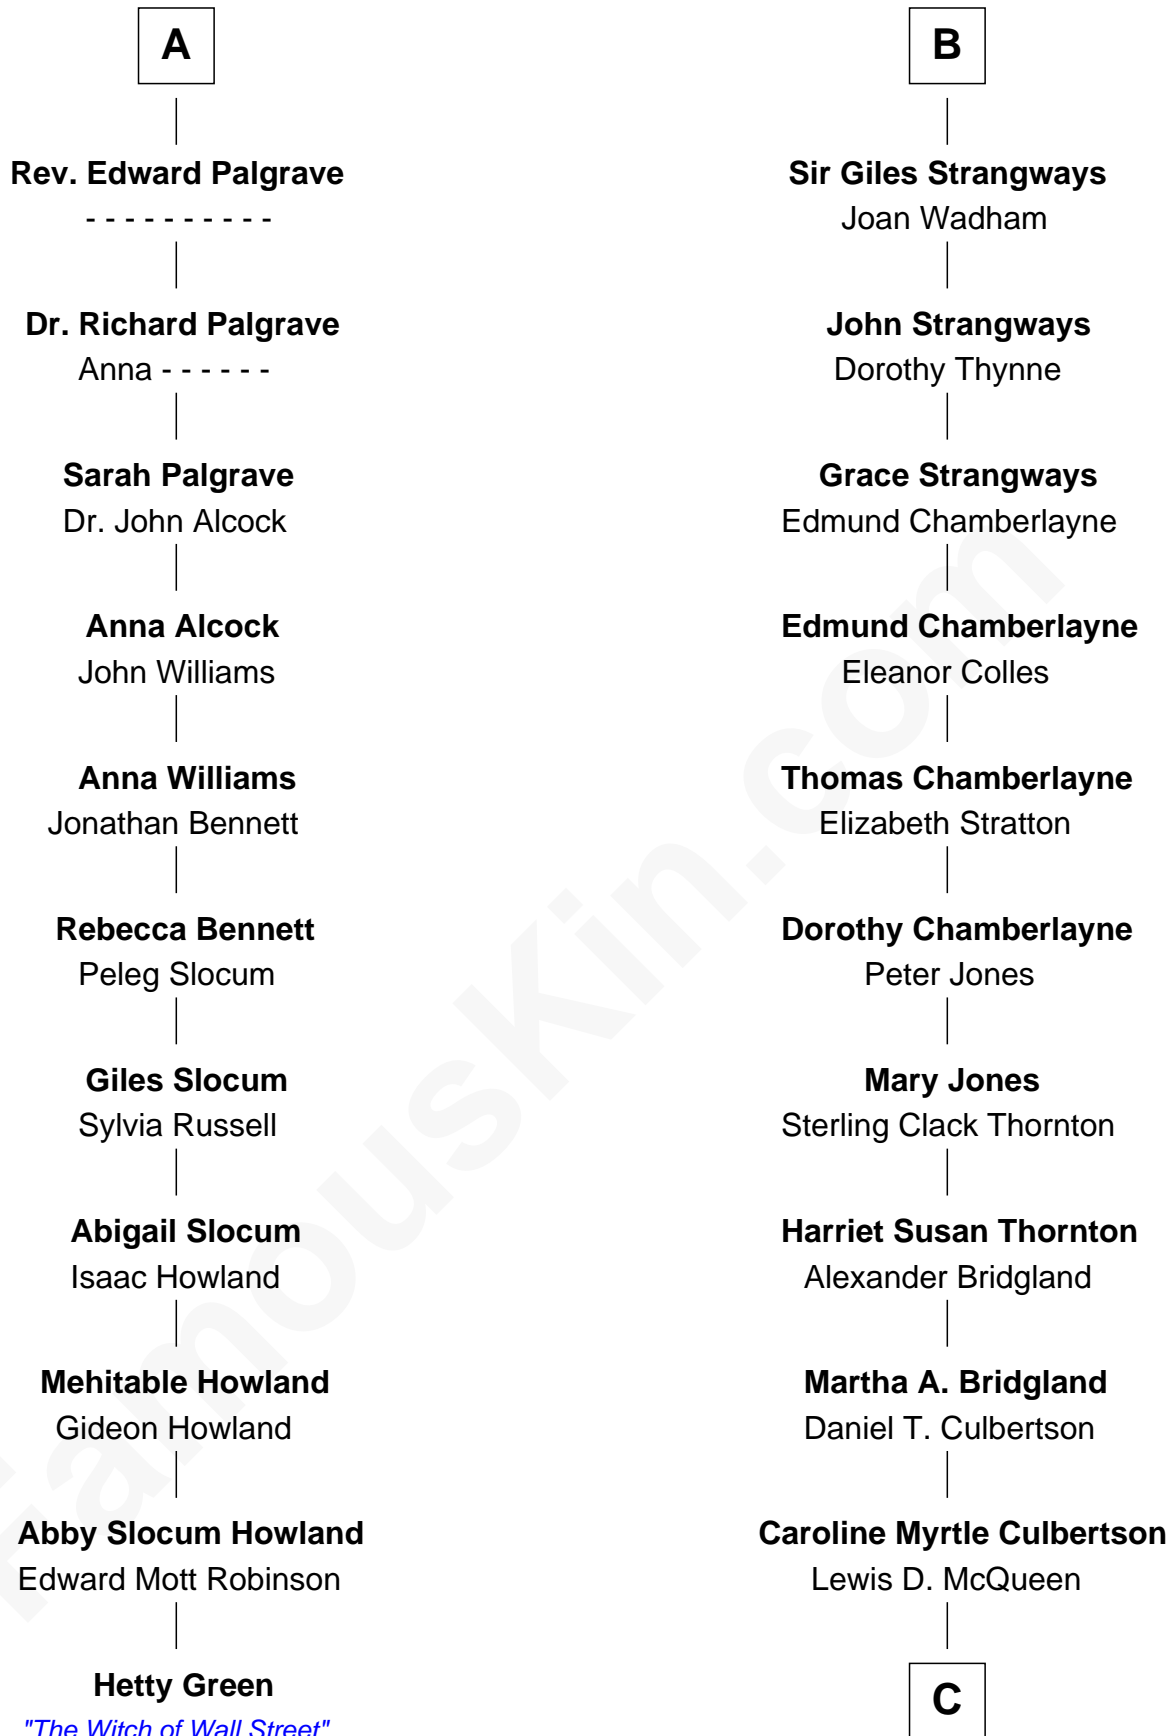 A
Rev. Edward Palgrave
- - - - - - - - - -
Dr. Richard Palgrave
Anna - - - - - -
Sarah Palgrave
Dr. John Alcock
Anna Alcock
John Williams
Anna Williams
Jonathan Bennett
Rebecca Bennett
Peleg Slocum
Giles Slocum
Sylvia Russell
Abigail Slocum
Isaac Howland
Mehitable Howland
Gideon Howland
Abby Slocum Howland
Edward Mott Robinson
Hetty Green
"The Witch of Wall Street"
B
Sir Giles Strangways
Joan Wadham
John Strangways
Dorothy Thynne
Grace Strangways
Edmund Chamberlayne
Edmund Chamberlayne
Eleanor Colles
Thomas Chamberlayne
Elizabeth Stratton
Dorothy Chamberlayne
Peter Jones
Mary Jones
Sterling Clack Thornton
Harriet Susan Thornton
Alexander Bridgland
Martha A. Bridgland
Daniel T. Culbertson
Caroline Myrtle Culbertson
Lewis D. McQueen
C
FamousKin.com